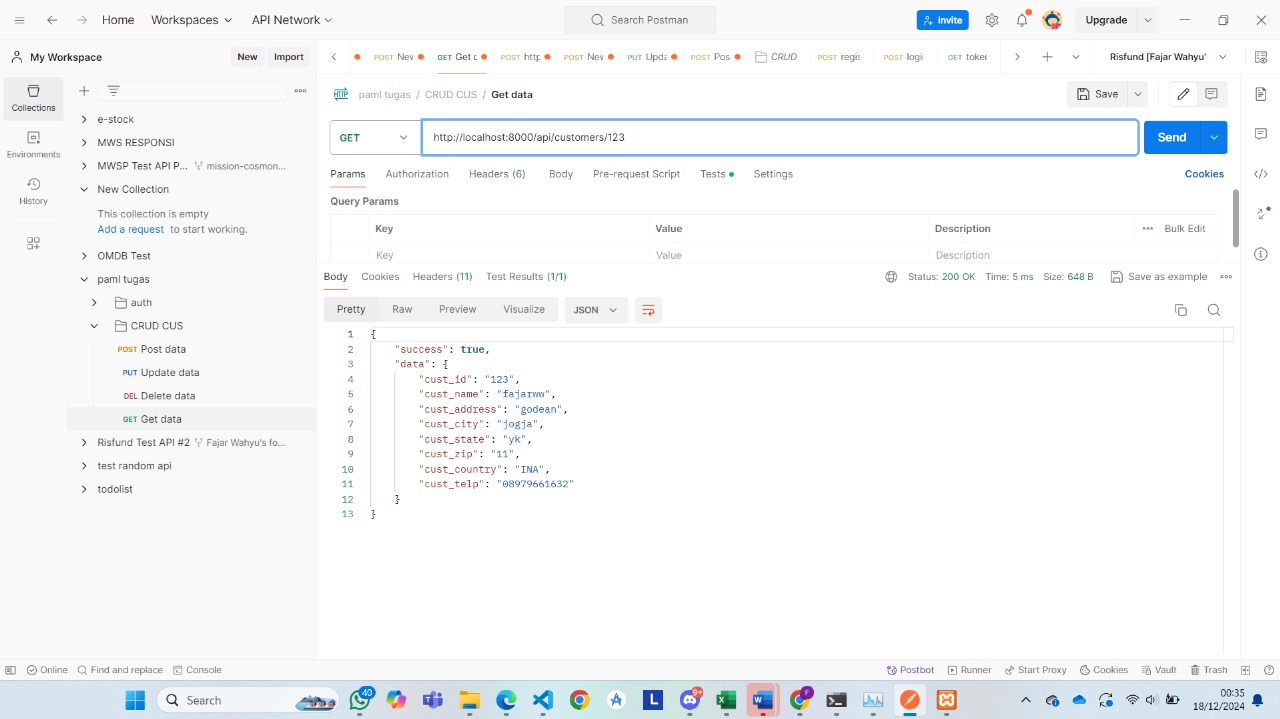 Home Workspaces API Network Search Postman Invite Upgrade
My Workspace New Import POST Nev GET Get c POST http POST Nev PUT Upda POST Pos CRUD POST regis POST logi GET toker Risfund [Fajar Wahyu'
Collections
Environments
History
e-stock
MWS RESPONSI
MWSP Test API P... mission-cosmon...
New Collection
This collection is empty
Add a request to start working.
OMDB Test
paml tugas
auth
CRUD CUS
POST Post data
PUT Update data
DEL Delete data
GET Get data
Risfund Test API #2 Fajar Wahyu's fo...
test random api
todolist
HTTP paml tugas / CRUD CUS / Get data Save
GET http://localhost:8000/api/customers/123 Send
Params Authorization Headers (6) Body Pre-request Script Tests Settings Cookies
Query Params
Key Value Description Bulk Edit
Key Value Description
Body Cookies Headers (11) Test Results (1/1) Status: 200 OK Time: 5 ms Size: 648 B Save as example
Pretty Raw Preview Visualize JSON
1 {
2 "success": true,
3 "data": {
4 "cust_id": "123",
5 "cust_name": "fajarww",
6 "cust_address": "godean",
7 "cust_city": "jogja",
8 "cust_state": "yk",
9 "cust_zip": "11",
10 "cust_country": "INA",
11 "cust_telp": "08979661632"
12 }
13 }
Online Find and replace Console Postbot Runner Start Proxy Cookies Vault Trash
Search 40 L 9+ F 00:35
18/12/2024